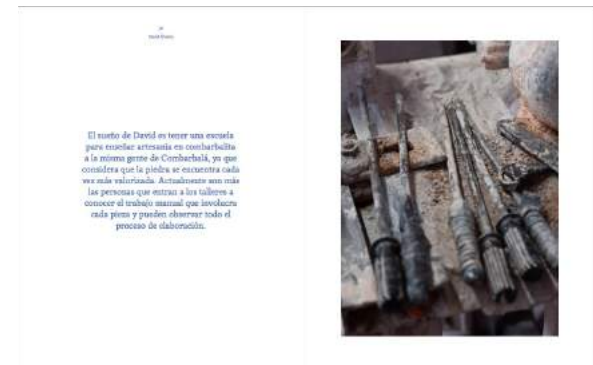 El sueño de David es tener una escuela
para enseñar artesanía en combarbalita
a la misma gente de Combarbalá, ya que
considera que la piedra se encuentra cada
vez más valorizada. Actualmente son más
las personas que entran a los talleres a
conocer el trabajo manual que involucra
cada pieza y pueden observar todo el
proceso de elaboración.